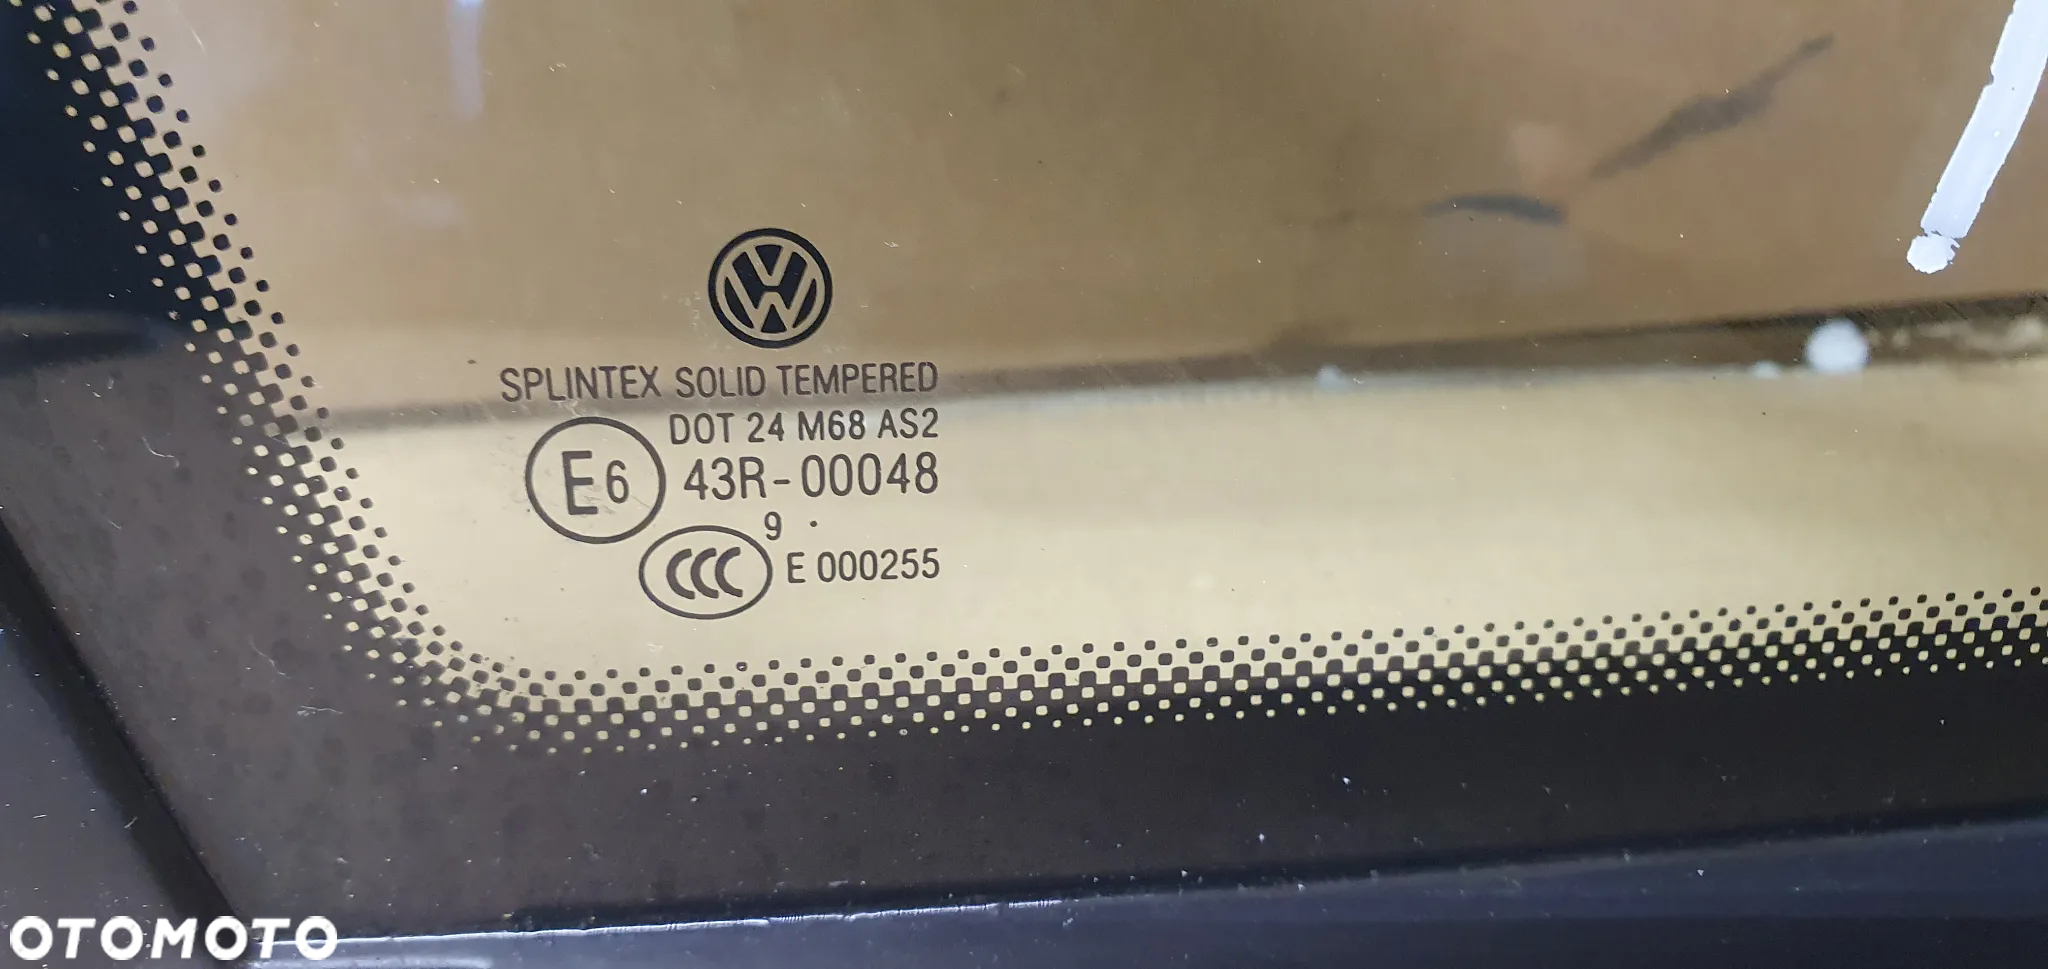 SPLINTEX SOLID TEMPERED
DOT 24 M68 AS2
E6 43R-00048
9 .
CCC E 000255
OTOMOTO